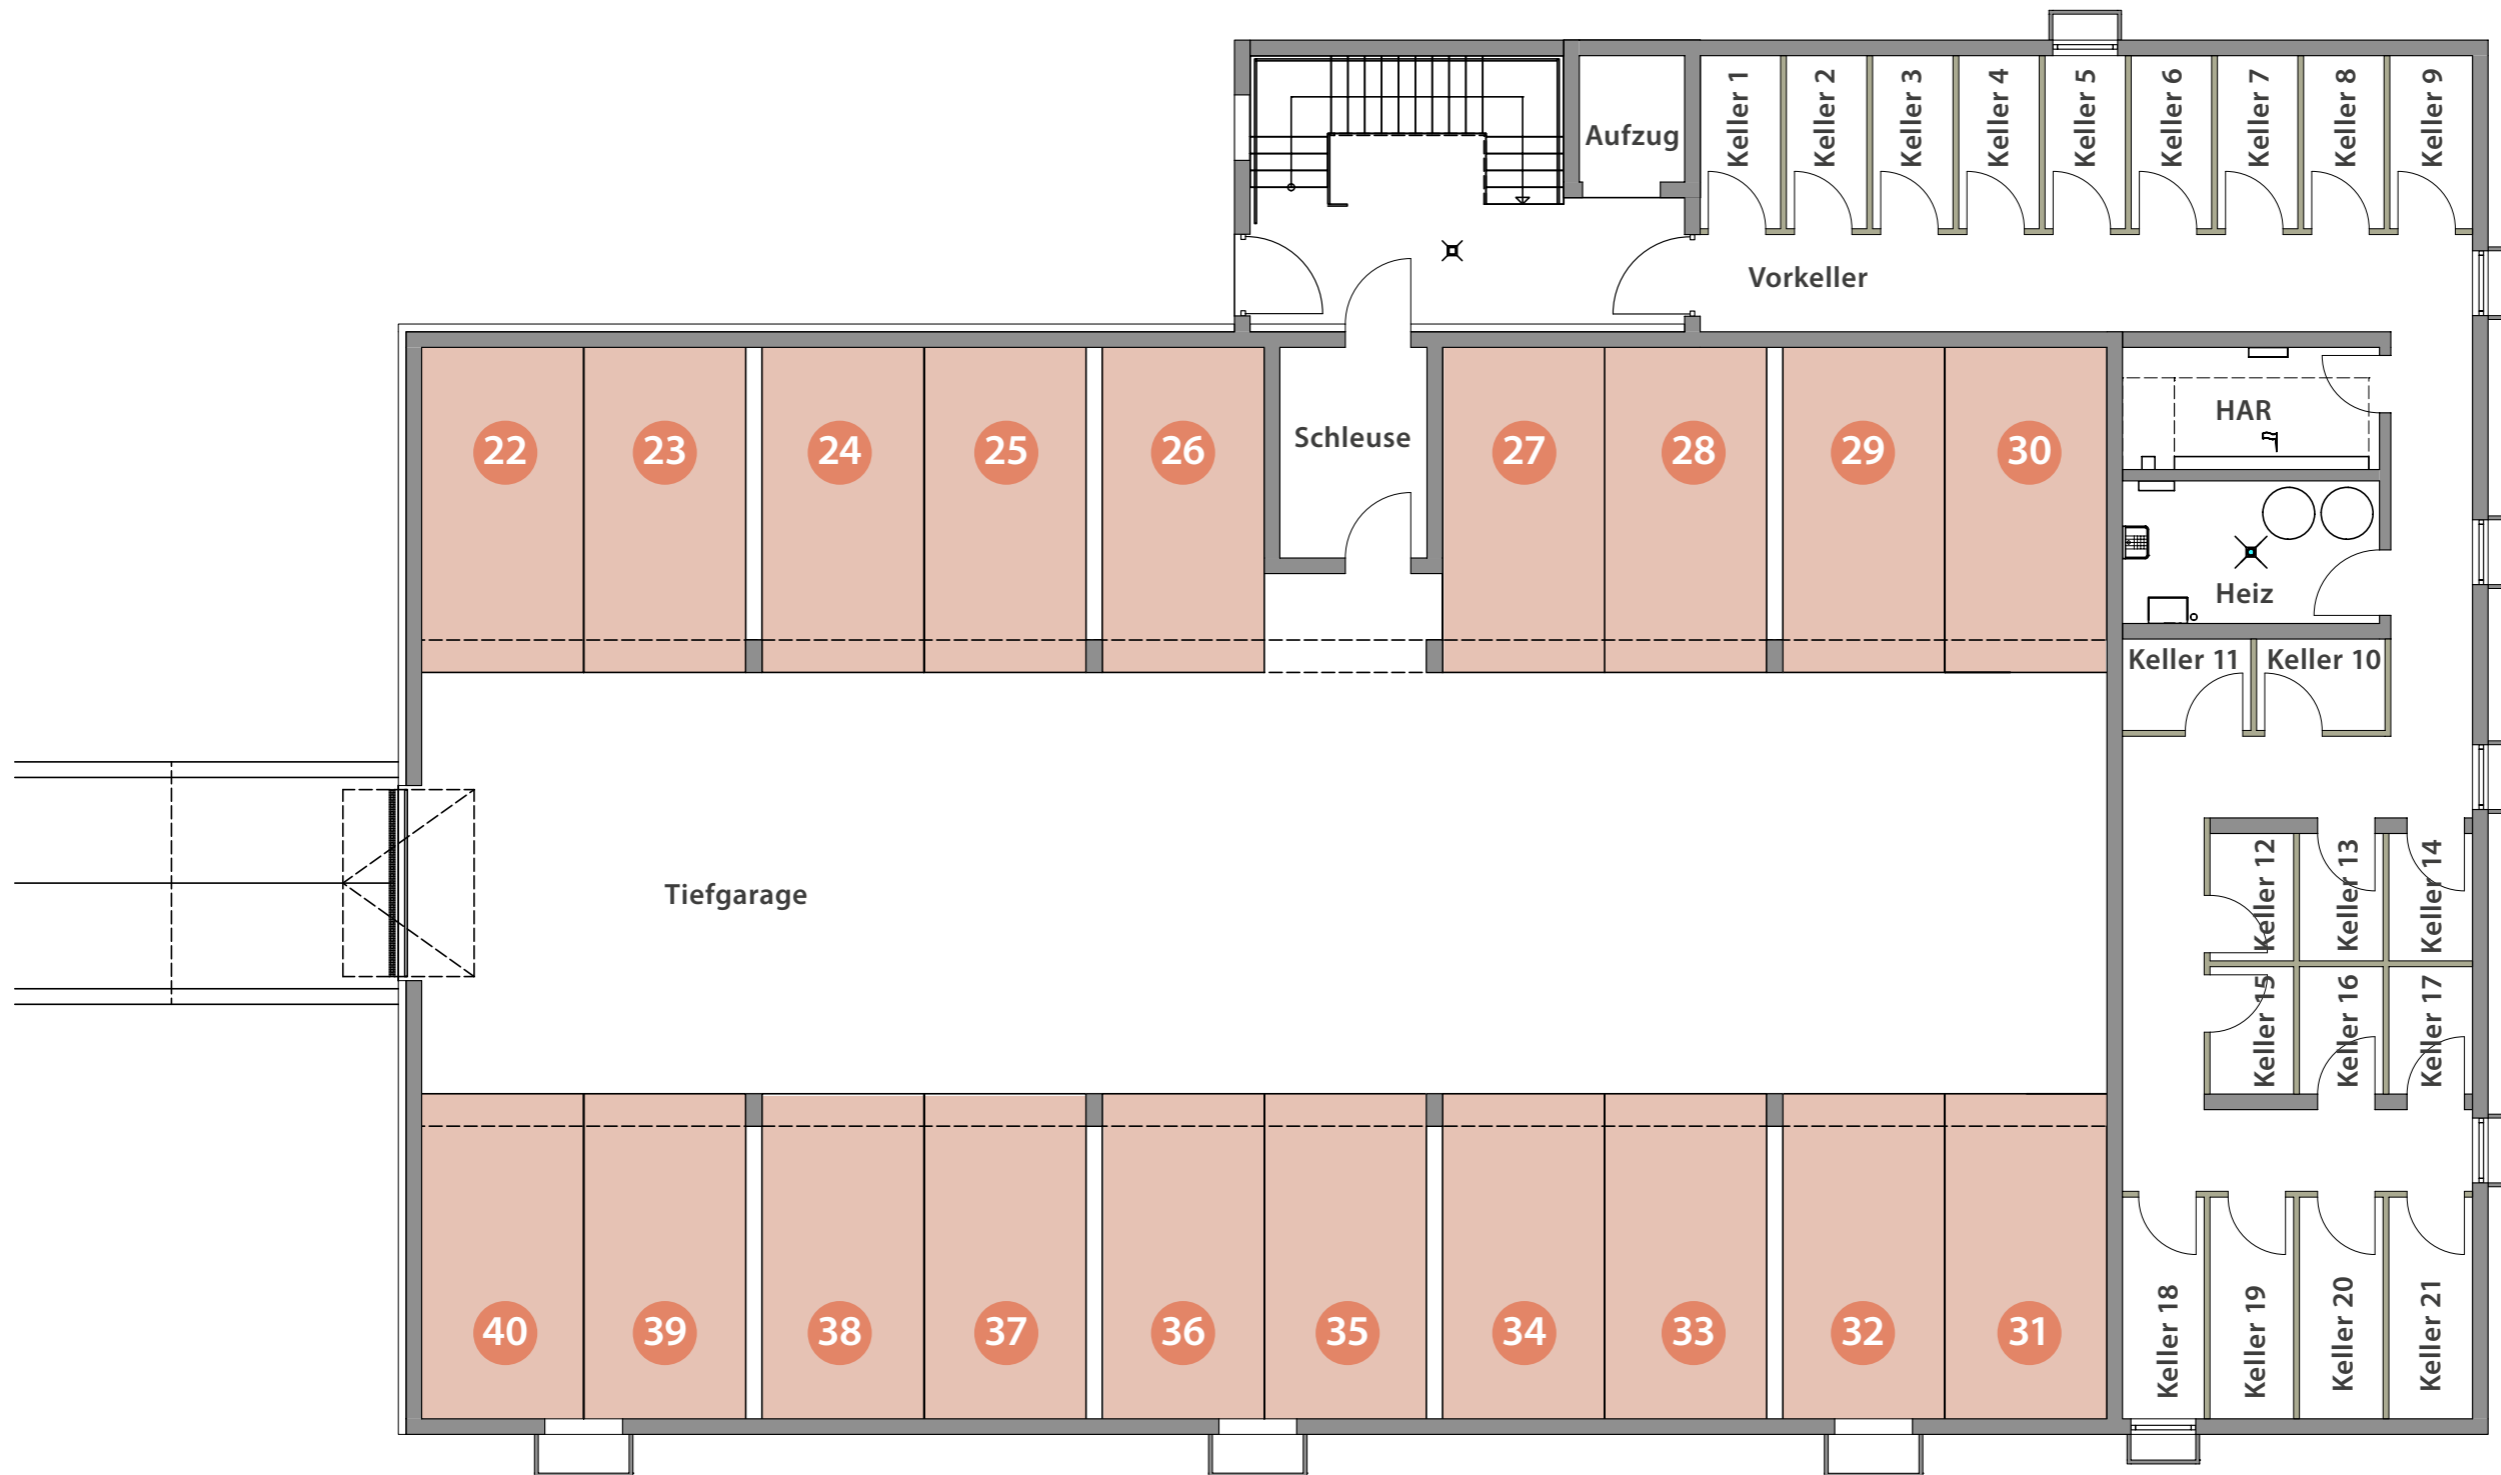 Keller 1
Keller 2
Keller 3
Keller 4
Keller 5
Keller 6
Keller 7
Keller 8
Keller 9
Aufzug
Vorkeller
22
23
24
25
26
Schleuse
27
28
29
30
HAR
Heiz
Keller 11
Keller 10
Tiefgarage
Keller 12
Keller 13
Keller 14
Keller 15
Keller 16
Keller 17
40
39
38
37
36
35
34
33
32
31
Keller 18
Keller 19
Keller 20
Keller 21